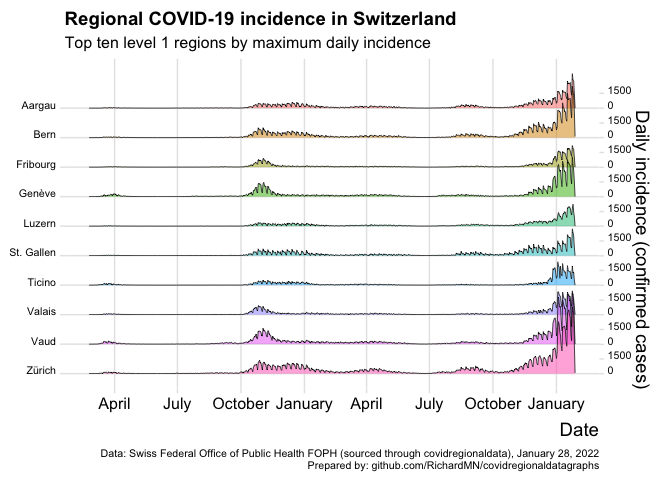 Regional COVID-19 incidence in Switzerland
Top ten level 1 regions by maximum daily incidence
Aargau
1500
0
Bern
1500
0
Fribourg
1500
0
Genève
1500
0
Luzern
1500
0
St. Gallen
1500
0
Ticino
1500
0
Valais
1500
0
Vaud
1500
0
Zürich
1500
0
Daily incidence (confirmed cases)
April July October January April July October January
Date
Data: Swiss Federal Office of Public Health FOPH (sourced through covidregionaldata), January 28, 2022
Prepared by: github.com/RichardMN/covidregionaldatagraphs